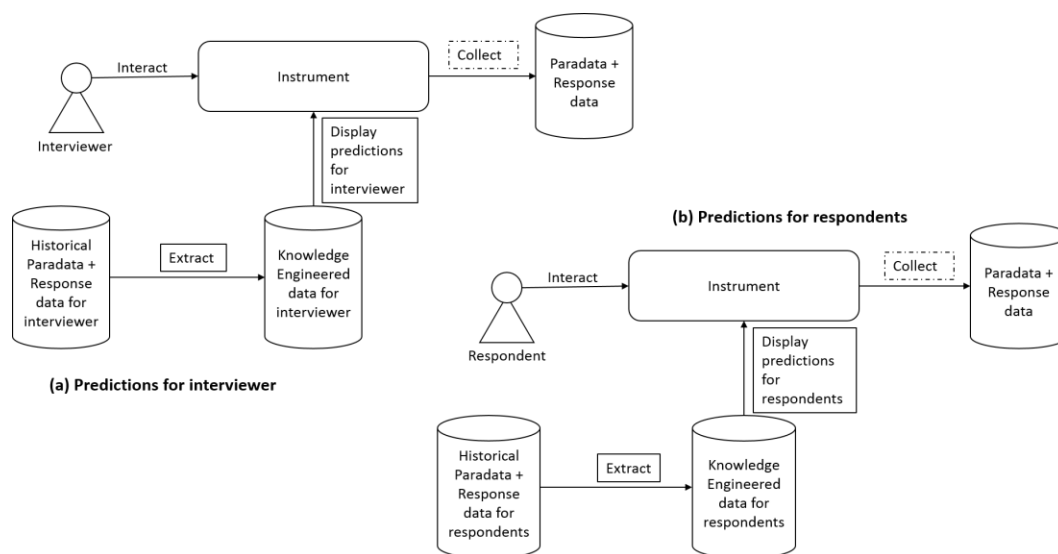 Interact
Instrument
Collect
Paradata +
Response
data
Interviewer
Display
predictions
for
interviewer
Historical
Paradata +
Response
data for
interviewer
Extract
Knowledge
Engineered
data for
interviewer
(a) Predictions for interviewer
(b) Predictions for respondents
Interact
Instrument
Collect
Paradata +
Response
data
Respondent
Display
predictions
for
respondents
Historical
Paradata +
Response
data for
respondents
Extract
Knowledge
Engineered
data for
respondents